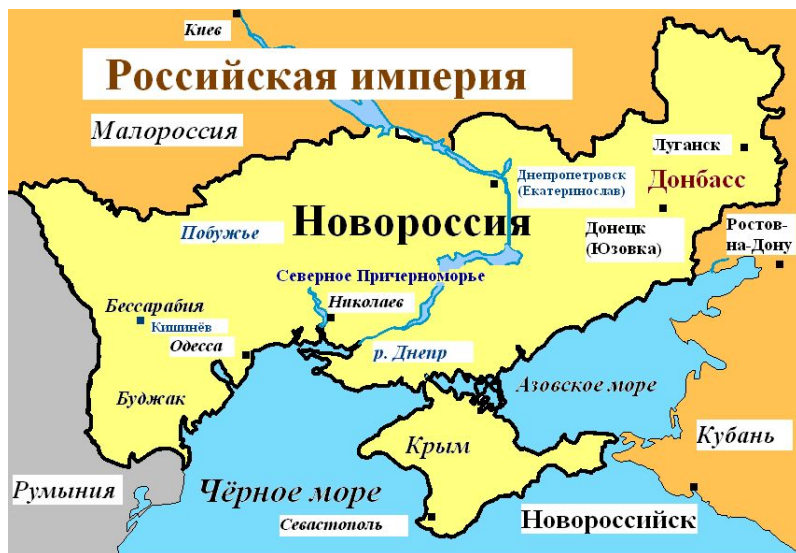 Киев
Российская империя
Малороссия
Луганск
Днепропетровск
(Екатеринослав)
Донбасс
Новороссия
Побужье
Донецк
(Юзовка)
Ростов-
на-Дону
Северное Причерноморье
Бессарабия
Николаев
Кишинёв
Одесса
р. Днепр
Азовское море
Буджак
Крым
Кубань
Румыния
Чёрное море
Севастополь
Новороссийск